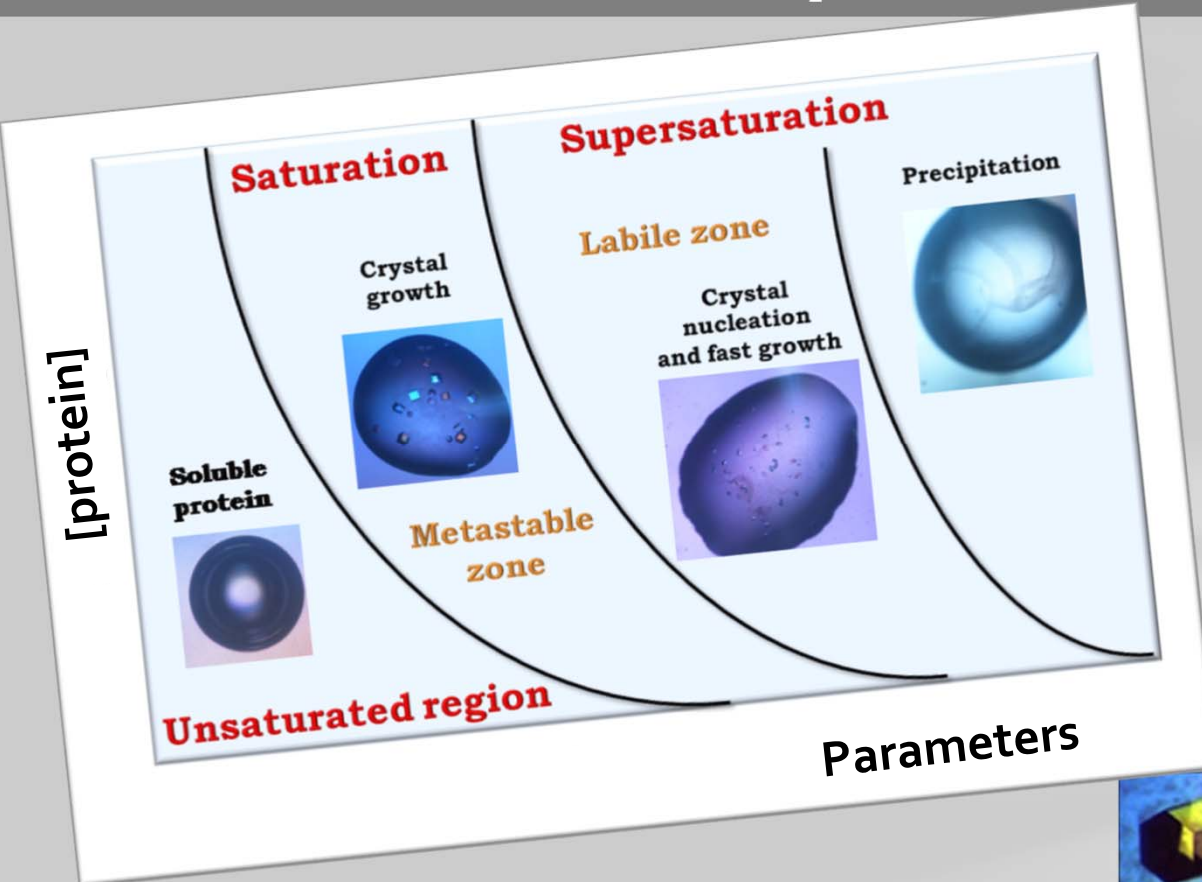 Supersaturation
Saturation
Precipitation
Labile zone
Crystal
growth
Crystal
nucleation
and fast growth
[protein]
Soluble
protein
Metastable
zone
Unsaturated region
Parameters